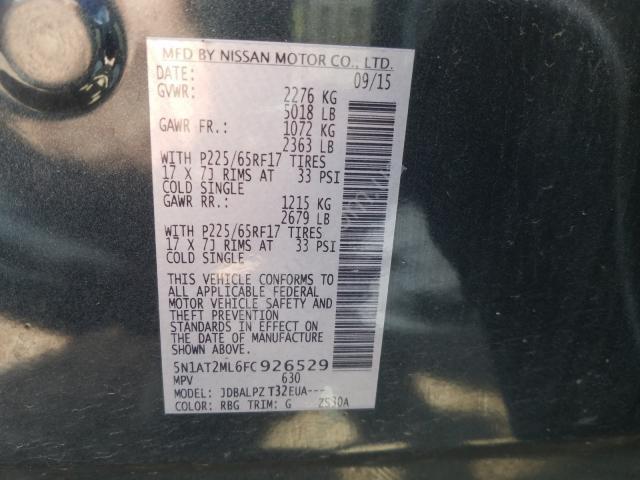 MFD BY NISSAN MOTOR CO., LTD.
DATE: 09/15
GVWR: 2276 KG
5018 LB
GAWR FR.: 1072 KG
2363 LB
WITH P225/65RF17 TIRES
17 X 7J RIMS AT 33 PSI
COLD SINGLE
GAWR RR.: 1215 KG
2679 LB
WITH P225/65RF17 TIRES
17 X 7J RIMS AT 33 PSI
COLD SINGLE
THIS VEHICLE CONFORMS TO
ALL APPLICABLE FEDERAL
MOTOR VEHICLE SAFETY AND
THEFT PREVENTION
STANDARDS IN EFFECT ON
THE DATE OF MANUFACTURE
5N1AT2ML6FC926529
MPV 630
MODEL: JDBALPZ T32EUA---
COLOR: RBG TRIM: G ZS30A